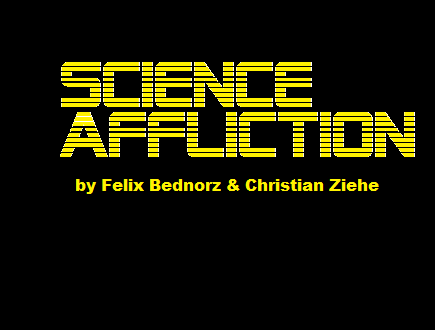 SCIENCE
AFFLICTION
by Felix Bednorz & Christian Ziehe